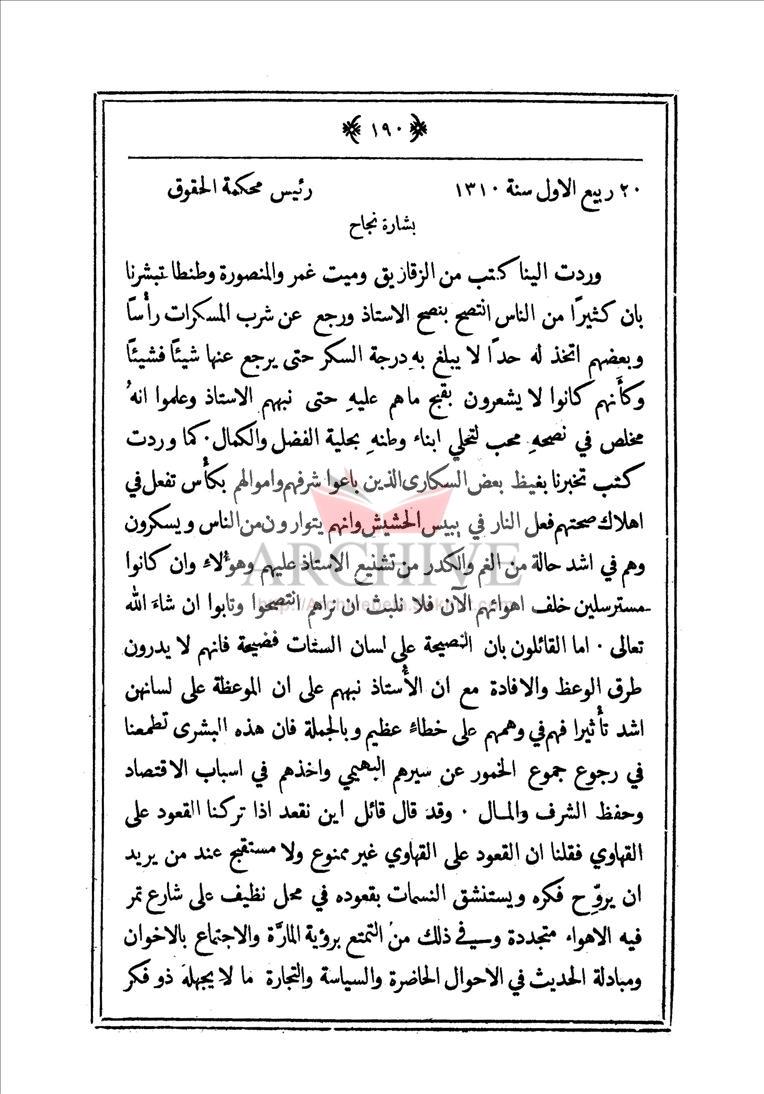 ﴿ ١٩٠ ﴾
٢٠ ربيع الاول سنة ١٣١٠ رئيس محكمة الحقوق
بشارة نجاح
وردت الينا كتب من الزقازيق وميت غمر والمنصورة وطنطا تبشرنا
بان كثيرًا من الناس انتصح بنصح الاستاذ ورجع عن شرب المسكرات رأسًا
وبعضهم اتخذ له حدًا لا يبلغ بهِ درجة السكر حتى يرجع عنها شيئًا فشيئًا
وكأنهم كانوا لا يشعرون بقبح ماهم عليهِ حتى نبههم الاستاذ وعلموا انهُ
مخلص في نصحهِ محب لتحلي ابناء وطنهِ بحلية الفضل والكمال ٠ كما وردت
كتب تخبرنا بغيظ بعض السكارى الذين باعوا شرفهم واموالهم بكأس تفعل في
اهلاك صحتهم فعل النار في يبيس الحشيش وانهم يتوارون من الناس ويسكرون
وهم في اشد حالة من الغم والكدر من تشنيع الاستاذ عليهم وهؤلاء وان كانوا
مسترسلين خلف اهوائهم الآن فلا نلبث ان نراهم انتصحوا وتابوا ان شاء الله
تعالى ٠ اما القائلون بان النصيحة على لسان الستات فضيحة فانهم لا يدرون
طرق الوعظ والافادة مع ان الأستاذ نبههم على ان الموعظة على لسانهن
اشد تأثيرا فهم في وهمهم على خطاءٍ عظيم وبالجملة فان هذه البشرى تطمعنا
في رجوع جموع الخمور عن سيرهم البهيمي واخذهم في اسباب الاقتصاد
وحفظ الشرف والمال ٠ وقد قال قائل اين نقعد اذا تركنا القعود على
القهاوي فقلنا ان القعود على القهاوي غير ممنوع ولا مستقبح عند من يريد
ان يروّح فكره ويستنشق النسمات بقعوده في محل نظيف على شارع تمر
فيه الاهواء متجددة وسيفي ذلك من التمتع برؤية المارَّة والاجتماع بالاخوان
ومبادلة الحديث في الاحوال الحاضرة والسياسة والتجارة ما لا يجهله ذو فكر
ARCHIVE